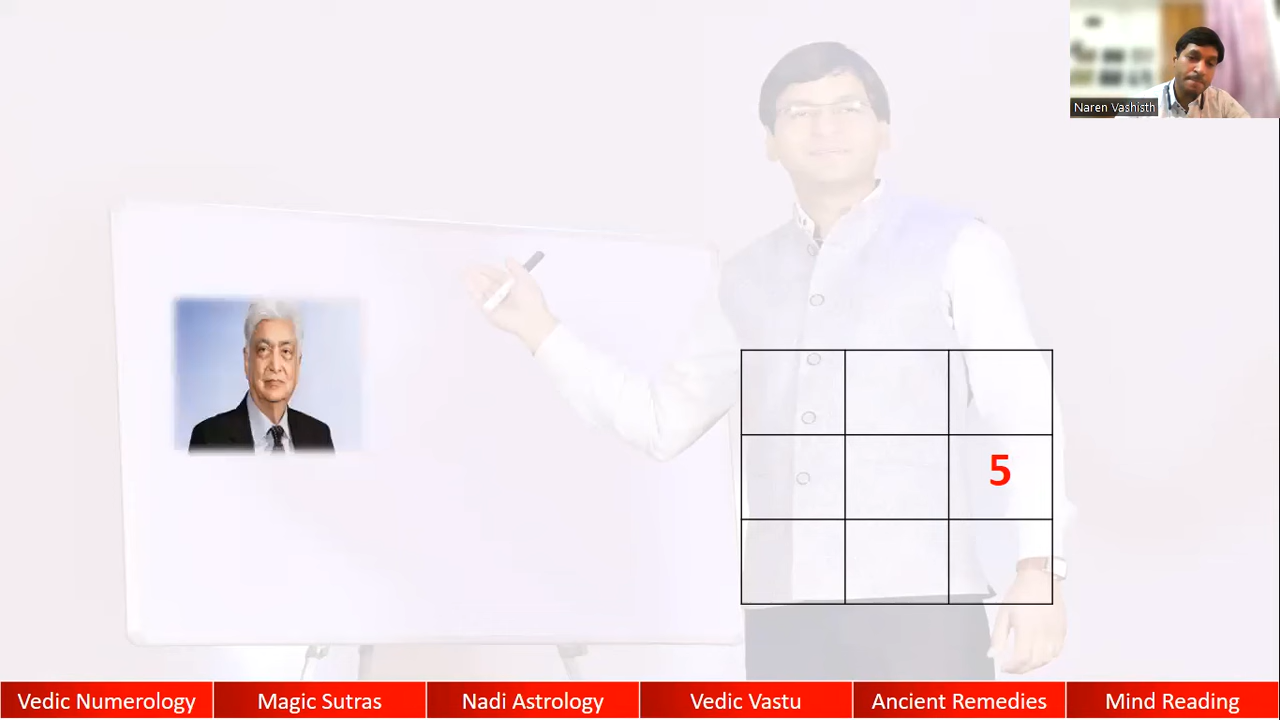 Naren Vashisth
5
Vedic Numerology
Magic Sutras
Nadi Astrology
Vedic Vastu
Ancient Remedies
Mind Reading